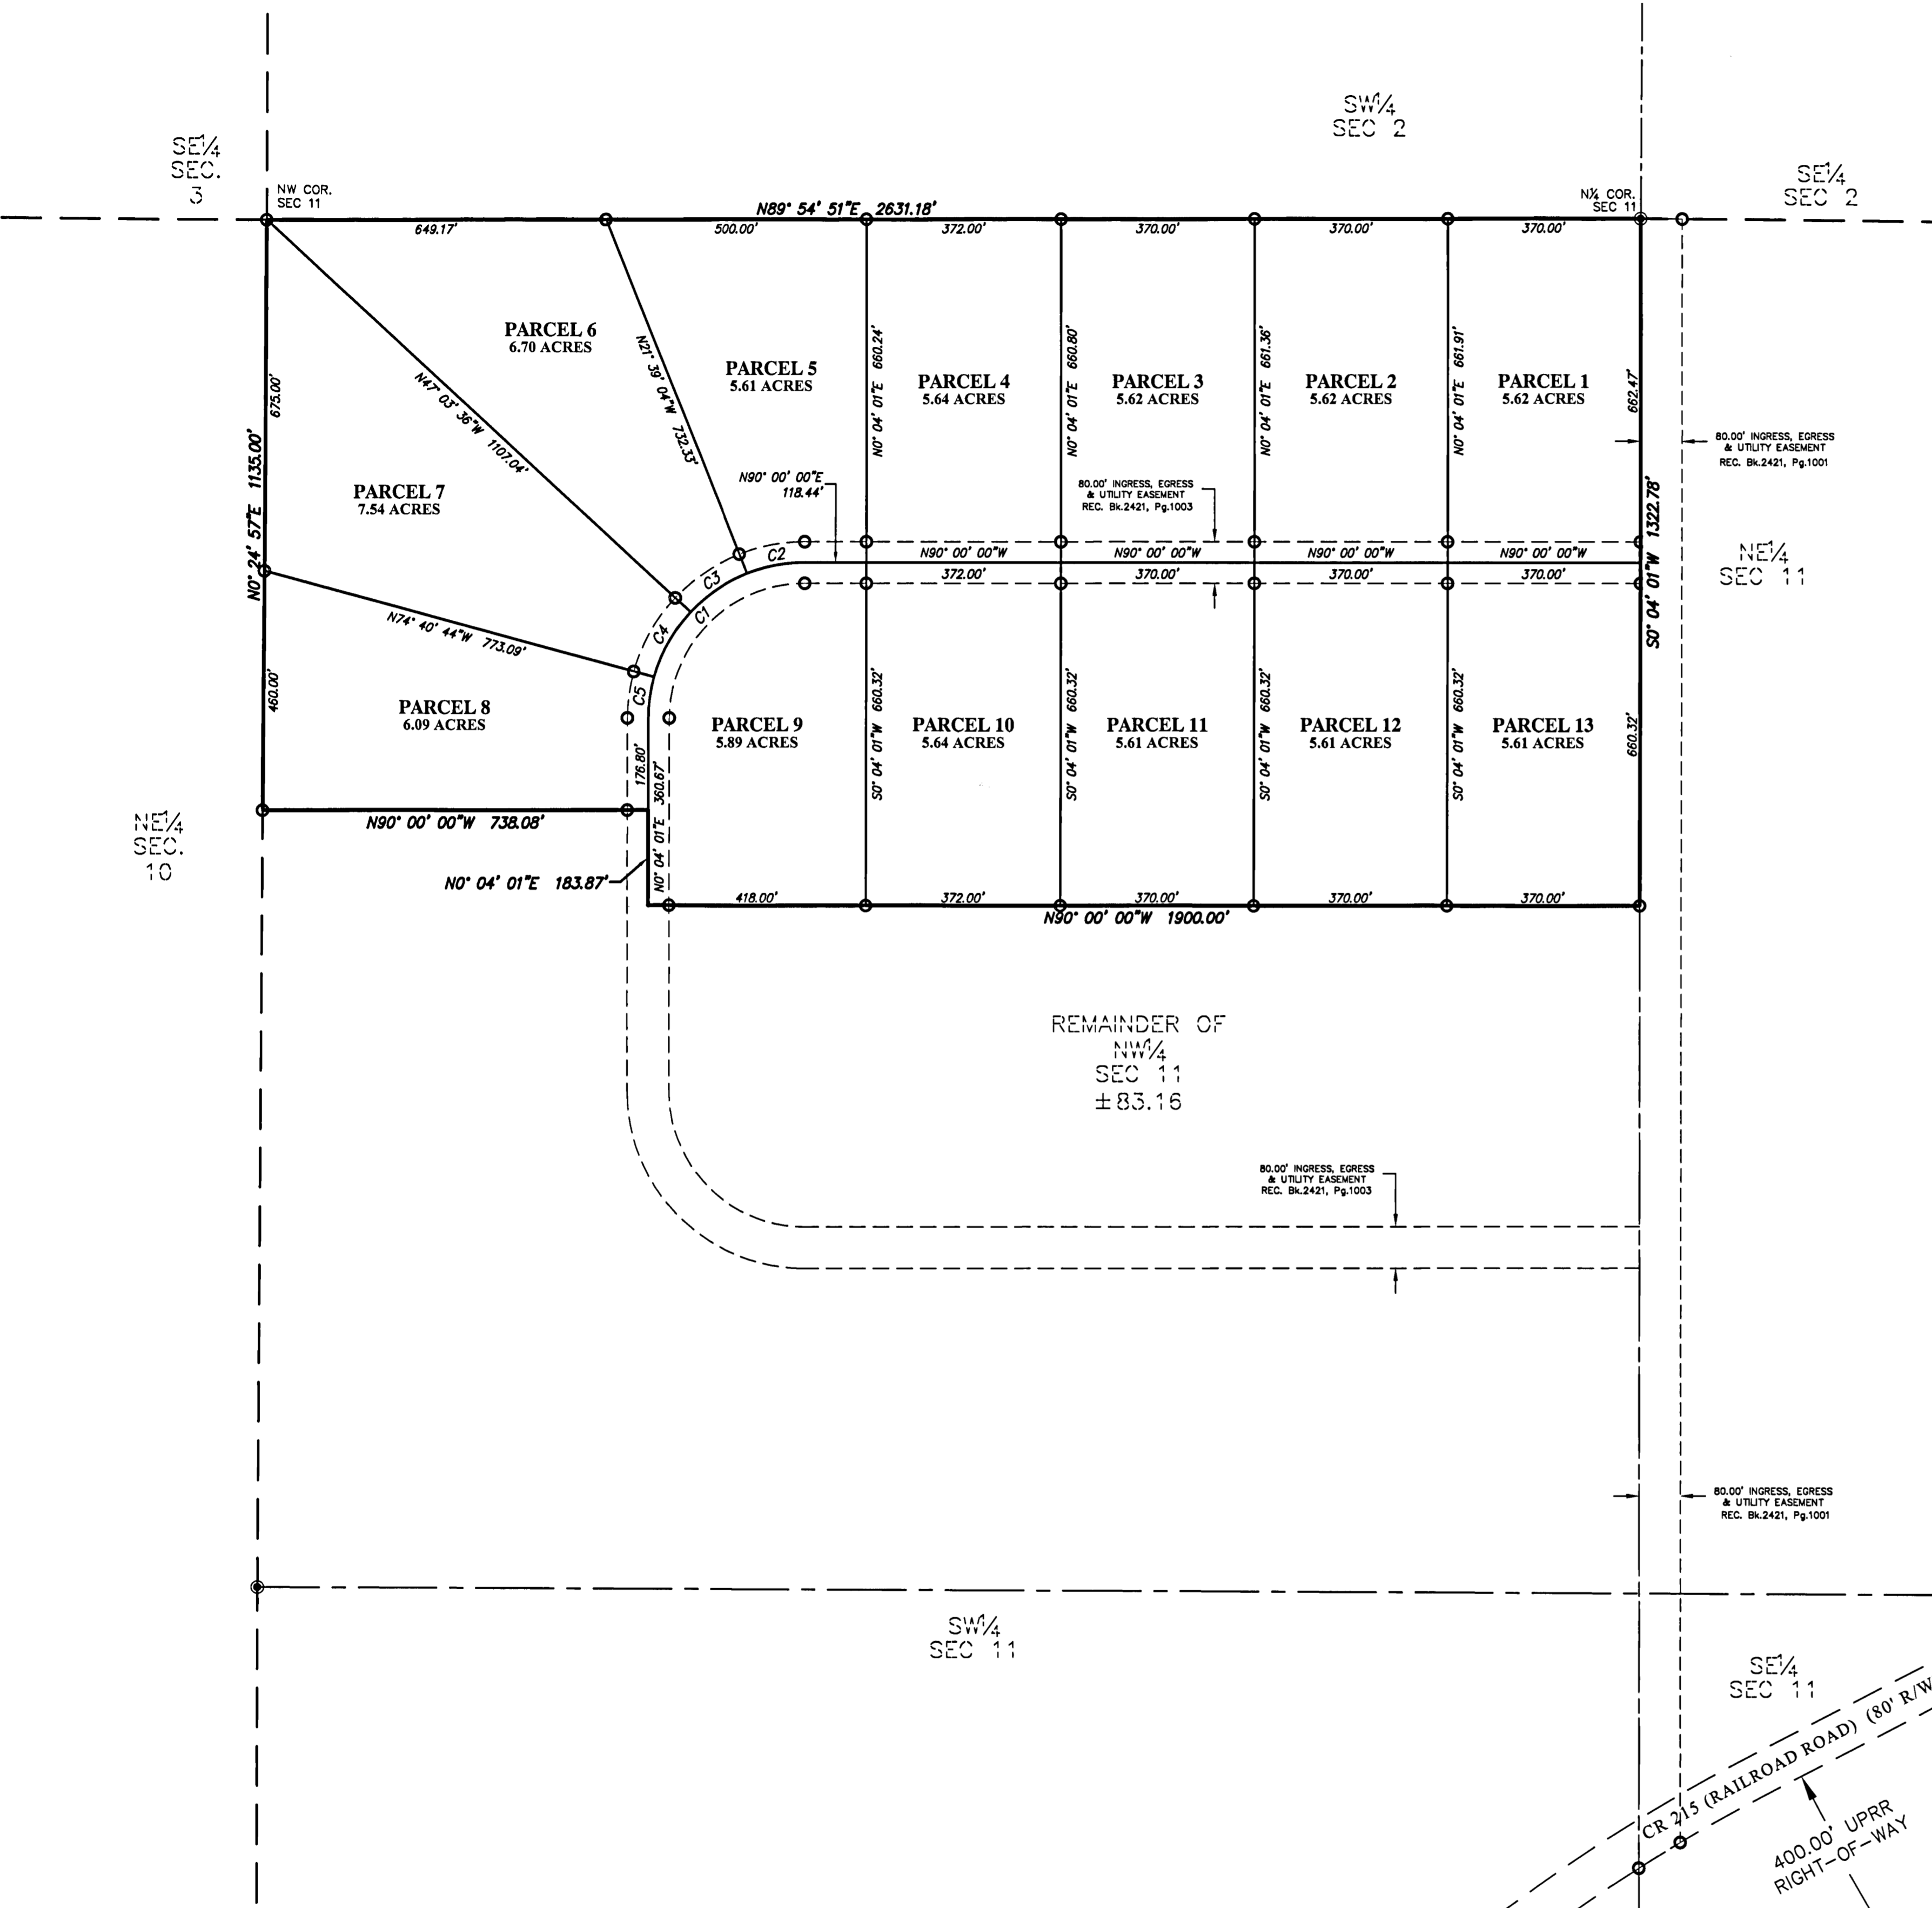 SW¼
SEC 2
SE¼
SEC.
3
SE¼
SEC 2
NW COR.
SEC 11
N¼ COR.
SEC 11
N89° 54' 51"E 2631.18'
649.17'
500.00'
372.00'
370.00'
370.00'
370.00'
PARCEL 6
6.70 ACRES
PARCEL 5
5.61 ACRES
PARCEL 4
5.64 ACRES
PARCEL 3
5.62 ACRES
PARCEL 2
5.62 ACRES
PARCEL 1
5.62 ACRES
N21° 39' 04"W 732.33'
N0° 04' 01"E 660.24'
N0° 04' 01"E 660.80'
N0° 04' 01"E 661.36'
N0° 04' 01"E 661.91'
662.47'
675.00'
N47° 03' 36"W 1107.04'
80.00' INGRESS, EGRESS
& UTILITY EASEMENT
REC. Bk.2421, Pg.1001
N0° 24' 57"E 1135.00'
PARCEL 7
7.54 ACRES
N90° 00' 00"E
118.44'
80.00' INGRESS, EGRESS
& UTILITY EASEMENT
REC. Bk.2421, Pg.1003
S0° 04' 01"W 1322.78'
NE¼
SEC 11
C2
C3
C1
C4
C5
N90° 00' 00"W
N90° 00' 00"W
N90° 00' 00"W
N90° 00' 00"W
372.00'
370.00'
370.00'
370.00'
N74° 40' 44"W 773.09'
460.00'
PARCEL 8
6.09 ACRES
PARCEL 9
5.89 ACRES
PARCEL 10
5.64 ACRES
PARCEL 11
5.61 ACRES
PARCEL 12
5.61 ACRES
PARCEL 13
5.61 ACRES
S0° 04' 01"W 660.32'
S0° 04' 01"W 660.32'
S0° 04' 01"W 660.32'
S0° 04' 01"W 660.32'
660.32'
176.80'
N0° 04' 01"E 360.67'
N90° 00' 00"W 738.08'
NE¼
SEC.
10
N0° 04' 01"E 183.87'
418.00'
372.00'
370.00'
370.00'
370.00'
N90° 00' 00"W 1900.00'
REMAINDER OF
NW¼
SEC 11
±83.16
80.00' INGRESS, EGRESS
& UTILITY EASEMENT
REC. Bk.2421, Pg.1003
80.00' INGRESS, EGRESS
& UTILITY EASEMENT
REC. Bk.2421, Pg.1001
SW¼
SEC 11
SE¼
SEC 11
CR 215 (RAILROAD ROAD) (80' R/W
400.00' UPRR
RIGHT-OF-WAY